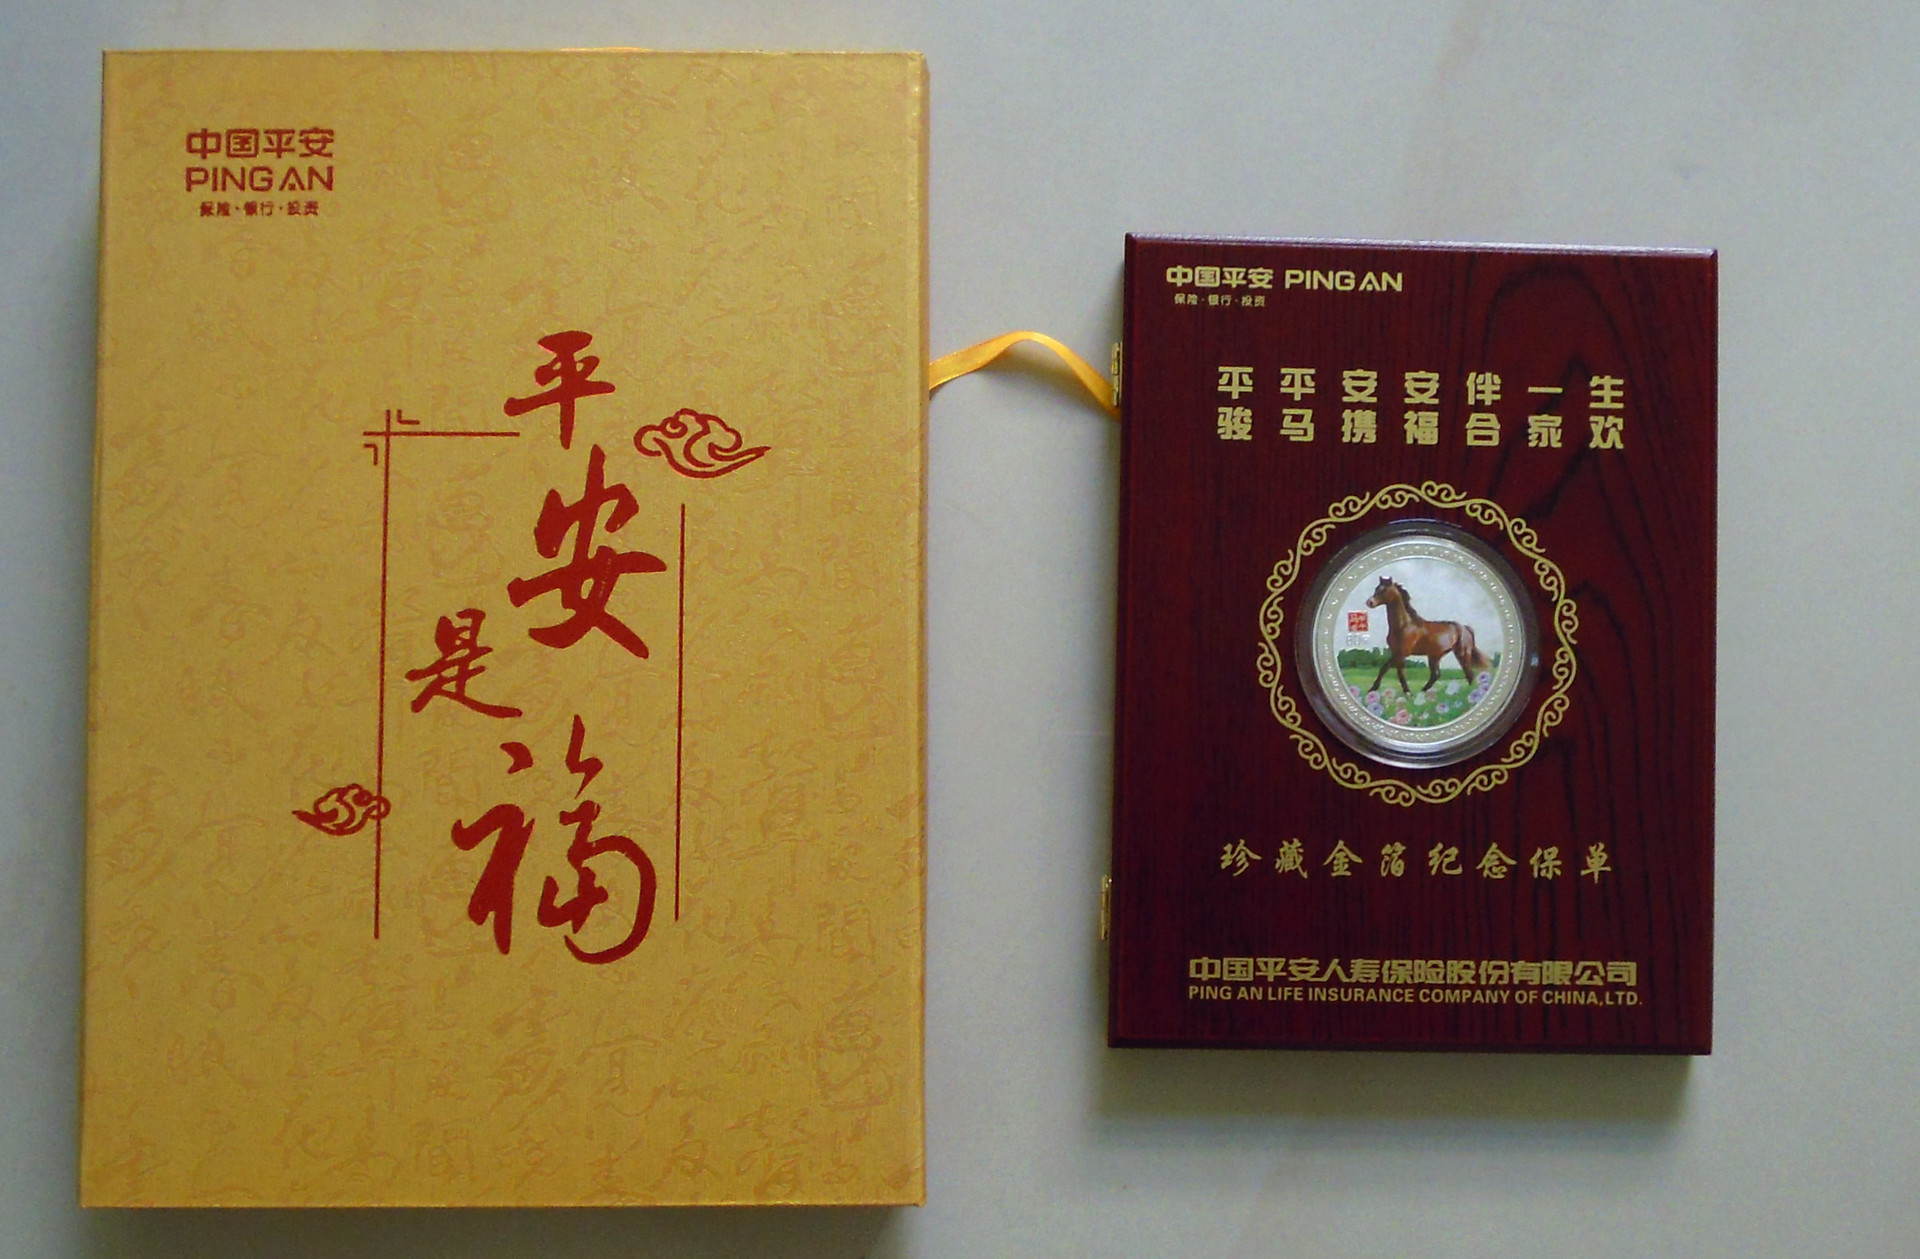 中国平安
PING AN
保险·银行·投资
平安是福
中国平安 PING AN
保险·银行·投资
平平安安伴一生
骏马携福合家欢
珍藏金箔纪念保单
中国平安人寿保险股份有限公司
PING AN LIFE INSURANCE COMPANY OF CHINA,LTD.